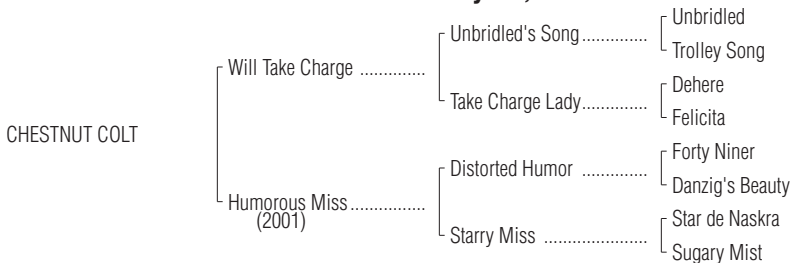 Unbridled
Unbridled's Song..............
Trolley Song
Will Take Charge ..............
Dehere
Take Charge Lady..............
Felicita
CHESTNUT COLT
Forty Niner
Distorted Humor ..............
Danzig's Beauty
Humorous Miss................
(2001)
Star de Naskra
Starry Miss ......................
Sugary Mist